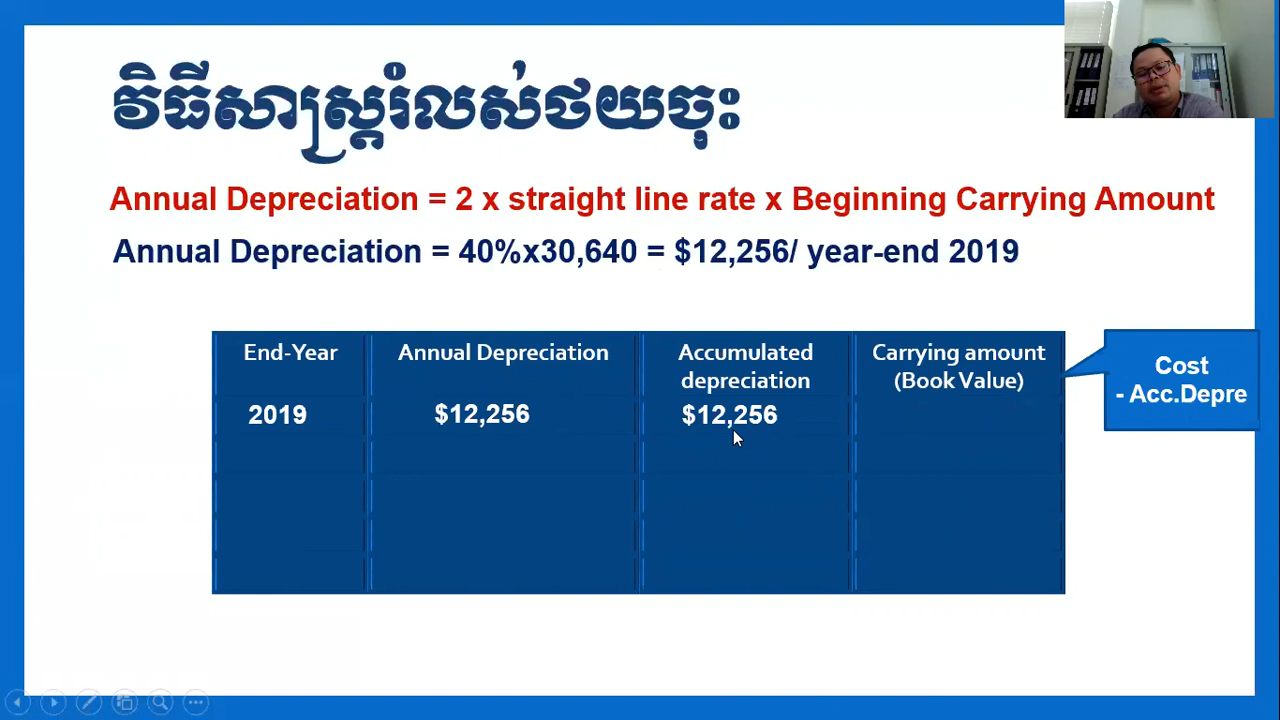 វិធីសាស្ត្ររំលស់ថយចុះ
Annual Depreciation = 2 x straight line rate x Beginning Carrying Amount
Annual Depreciation = 40%x30,640 = $12,256/ year-end 2019
End-Year Annual Depreciation Accumulated depreciation Carrying amount (Book Value)
2019 $12,256 $12,256
Cost
- Acc.Depre